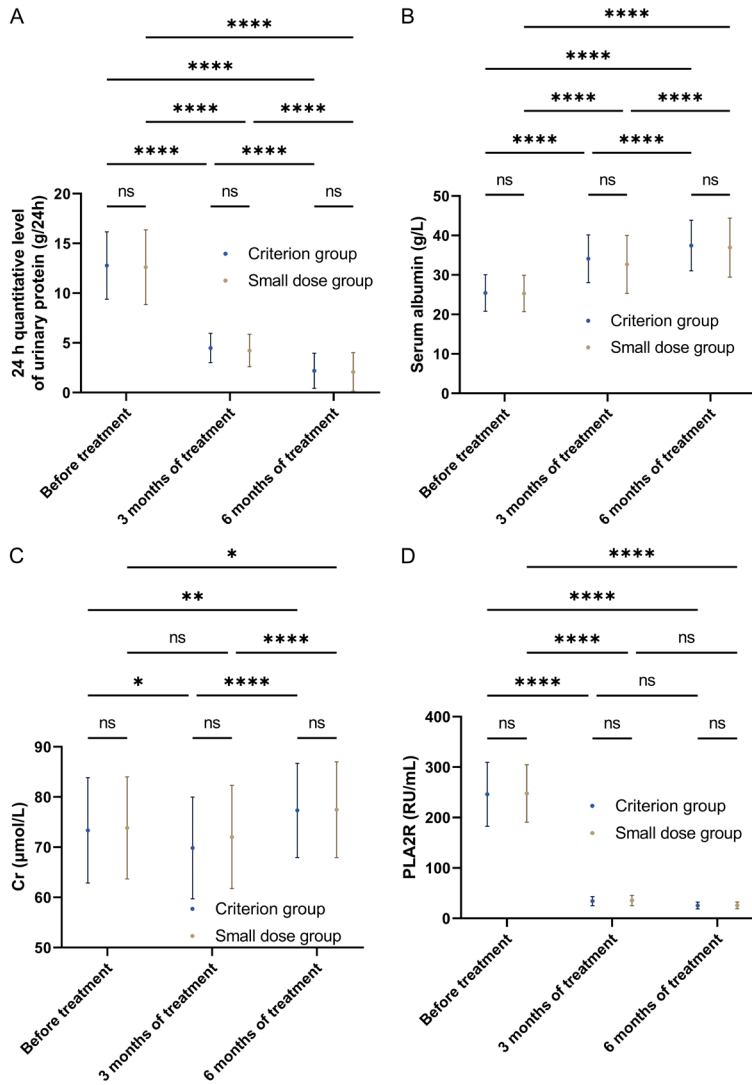 A
****
****
**** ****
**** ****
ns ns ns
20
15
10
5
0
24 h quantitative level
of urinary protein (g/24h)
Criterion group
Small dose group
Before treatment
3 months of treatment
6 months of treatment
B
****
****
**** ****
**** ****
ns ns ns
50
40
30
20
10
0
Serum albumin (g/L)
Criterion group
Small dose group
Before treatment
3 months of treatment
6 months of treatment
C
*
**
ns ****
* ****
ns ns ns
90
80
70
60
50
Cr (μmol/L)
Criterion group
Small dose group
Before treatment
3 months of treatment
6 months of treatment
D
****
****
**** ns
**** ns
ns ns ns
400
300
200
100
0
PLA2R (RU/mL)
Criterion group
Small dose group
Before treatment
3 months of treatment
6 months of treatment